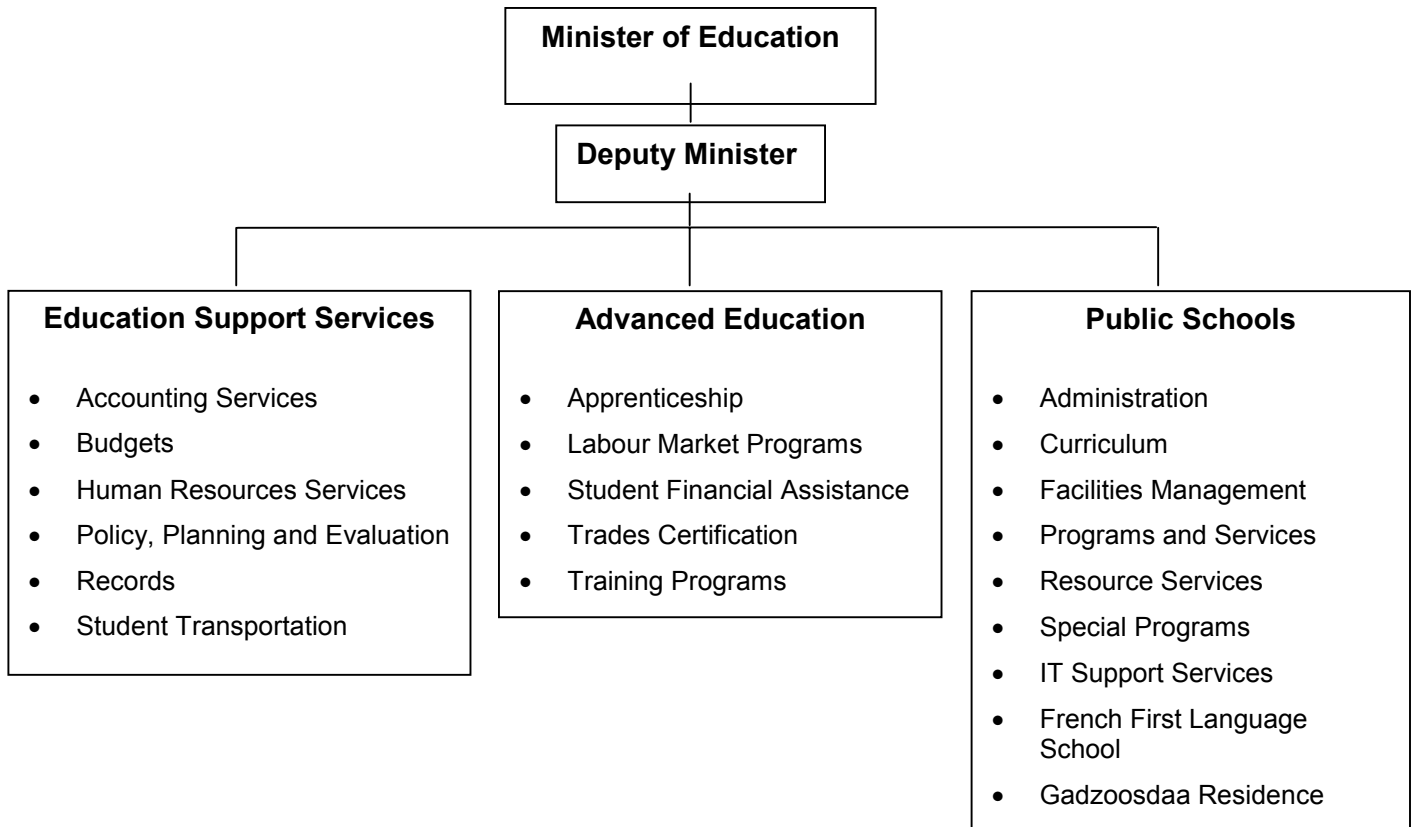 Minister of Education
Deputy Minister
Education Support Services
• Accounting Services
• Budgets
• Human Resources Services
• Policy, Planning and Evaluation
• Records
• Student Transportation
Advanced Education
• Apprenticeship
• Labour Market Programs
• Student Financial Assistance
• Trades Certification
• Training Programs
Public Schools
• Administration
• Curriculum
• Facilities Management
• Programs and Services
• Resource Services
• Special Programs
• IT Support Services
• French First Language
School
• Gadzoosdaa Residence